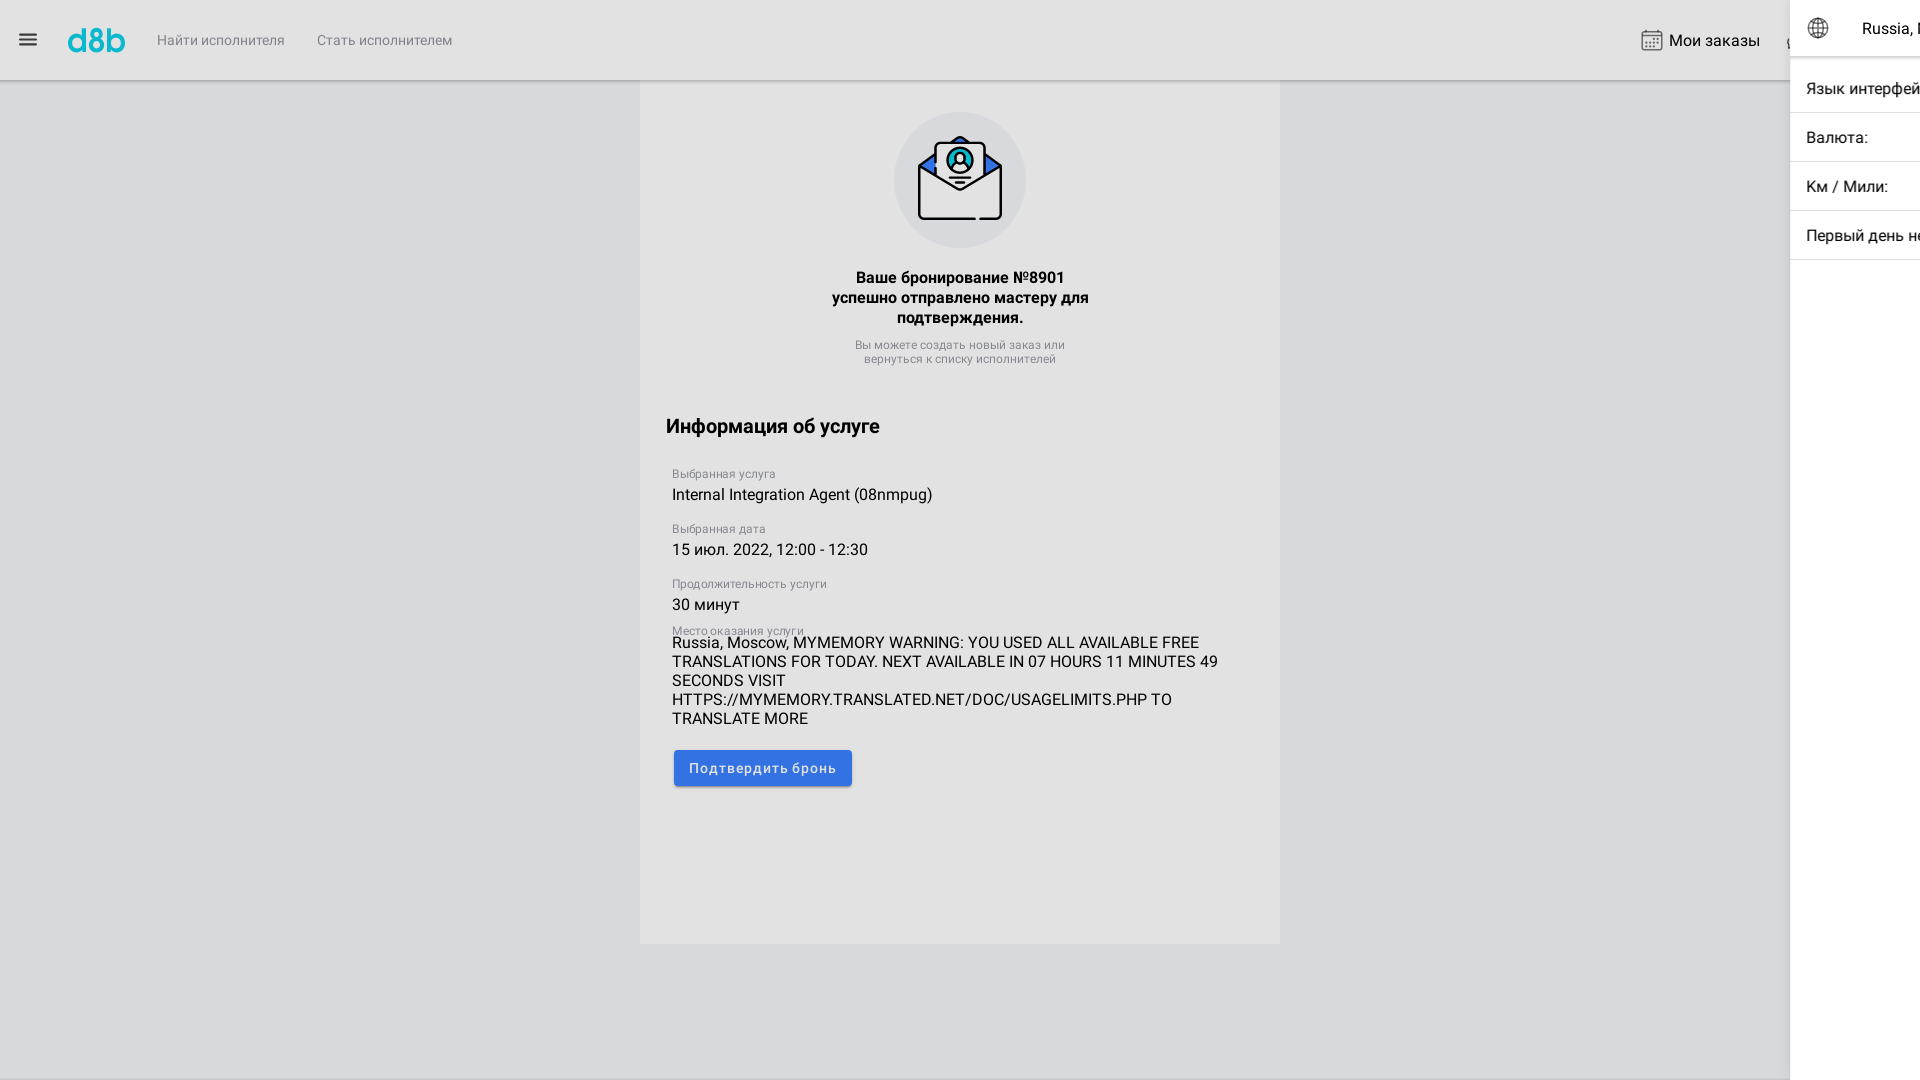 d8b
Найти исполнителя
Стать исполнителем
Мои заказы
Russia,
Язык интерфей
Валюта:
Км / Мили:
Первый день не
Ваше бронирование №8901
успешно отправлено мастеру для
подтверждения.
Вы можете создать новый заказ или
вернуться к списку исполнителей
Информация об услуге
Выбранная услуга
Internal Integration Agent (08nmpug)
Выбранная дата
15 июл. 2022, 12:00 - 12:30
Продолжительность услуги
30 минут
Место оказания услуги
Russia, Moscow, MYMEMORY WARNING: YOU USED ALL AVAILABLE FREE
TRANSLATIONS FOR TODAY. NEXT AVAILABLE IN 07 HOURS 11 MINUTES 49
SECONDS VISIT
HTTPS://MYMEMORY.TRANSLATED.NET/DOC/USAGELIMITS.PHP TO
TRANSLATE MORE
Подтвердить бронь